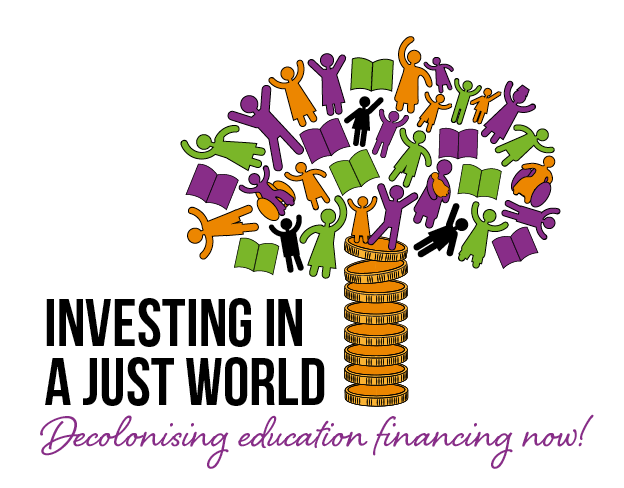 INVESTING IN
A JUST WORLD
Decolonising education financing now!